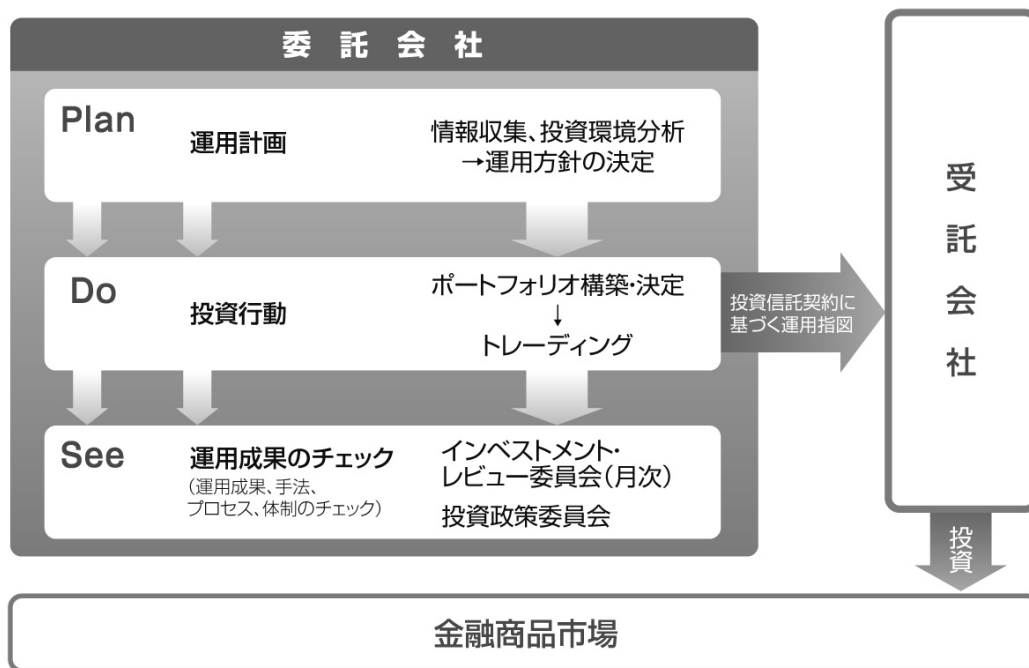 委託会社
Plan
運用計画
情報収集、投資環境分析
→運用方針の決定
Do
投資行動
ポートフォリオ構築・決定
↓
トレーディング
See
運用成果のチェック
(運用成果、手法、
プロセス、体制のチェック)
インベストメント・
レビュー委員会(月次)
投資政策委員会
投資信託契約に
基づく運用指図
受託会社
投資
金融商品市場